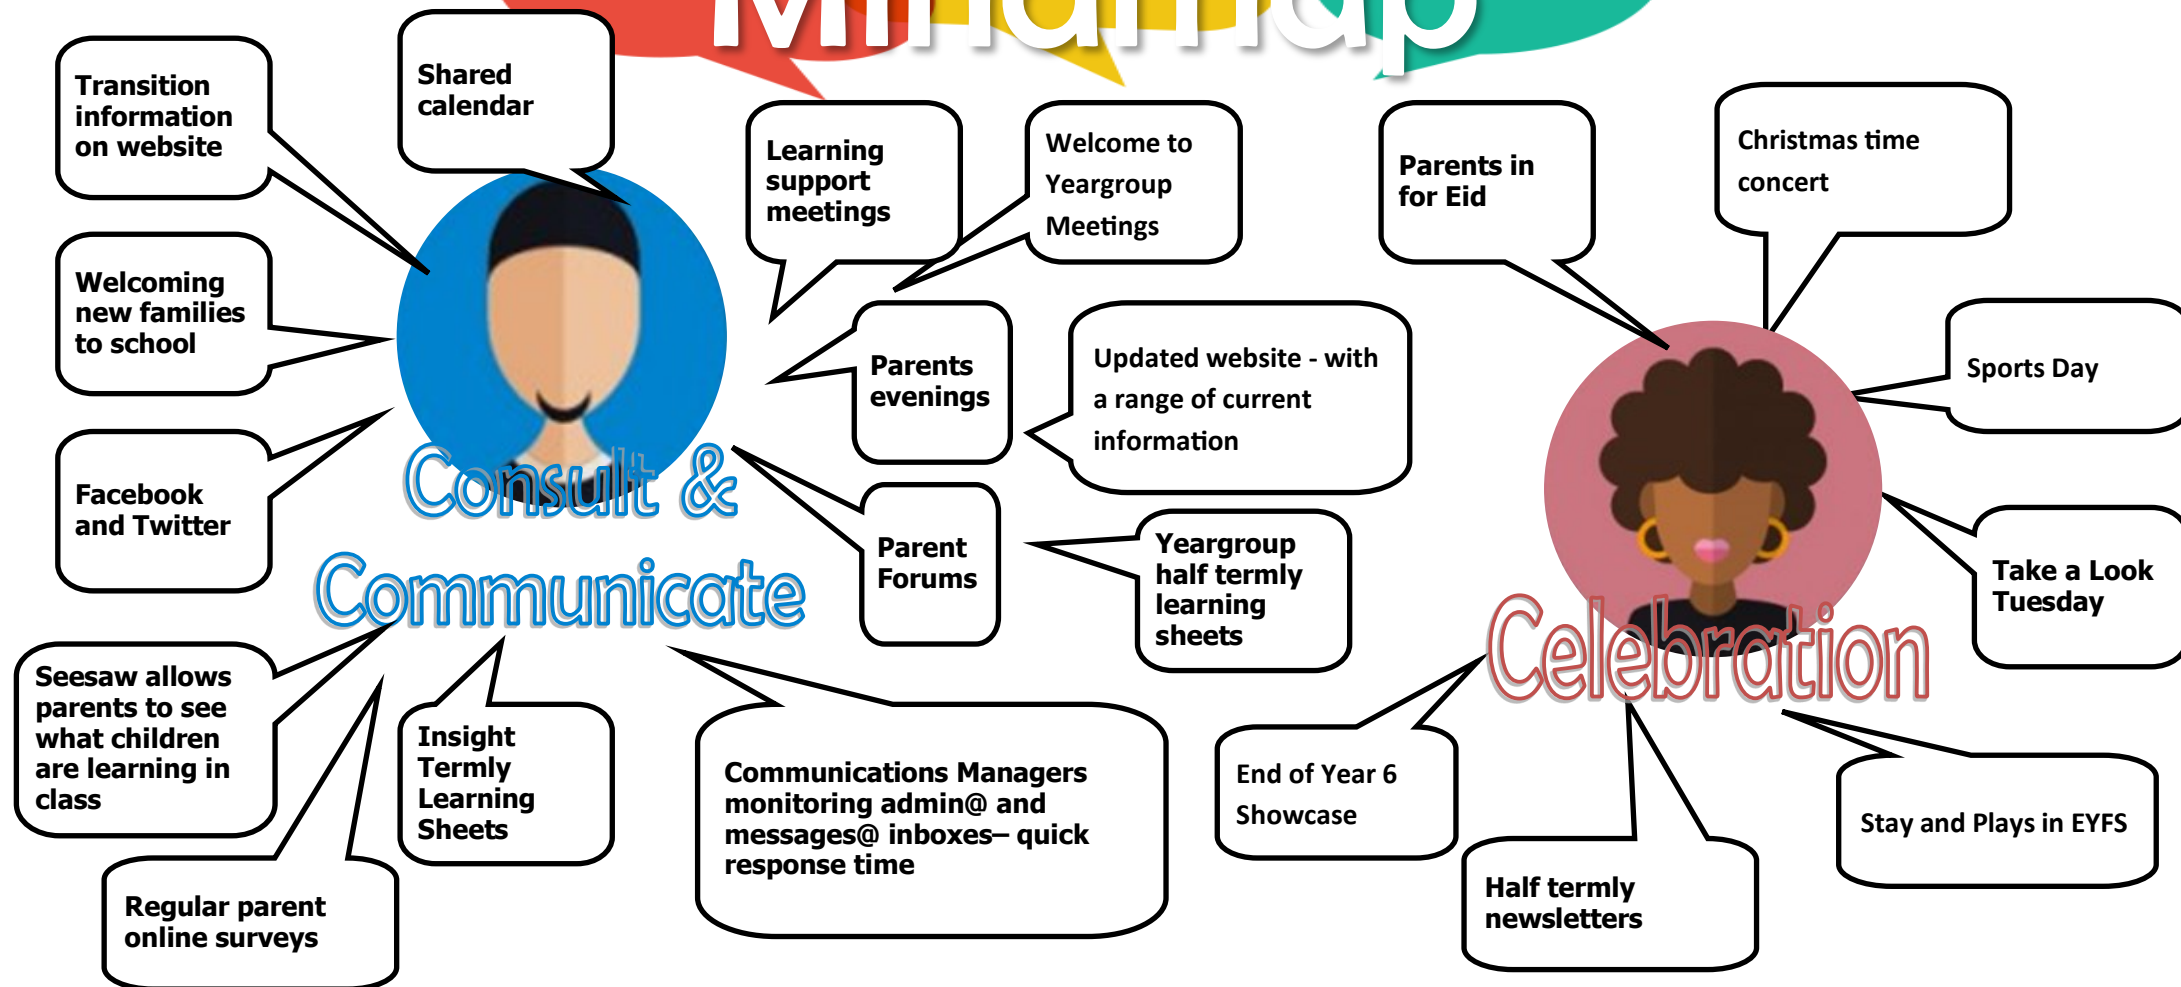 Mindmap
Transition
information
on website
Shared
calendar
Learning
support
meetings
Welcome to
Yeargroup
Meetings
Parents in
for Eid
Christmas time
concert
Welcoming
new families
to school
Parents
evenings
Updated website - with
a range of current
information
Sports Day
Facebook
and Twitter
Consult &
Communicate
Parent
Forums
Yeargroup
half termly
learning
sheets
Take a Look
Tuesday
Celebration
Seesaw allows
parents to see
what children
are learning in
class
Insight
Termly
Learning
Sheets
Communications Managers
monitoring admin@ and
messages@ inboxes– quick
response time
End of Year 6
Showcase
Stay and Plays in EYFS
Regular parent
online surveys
Half termly
newsletters